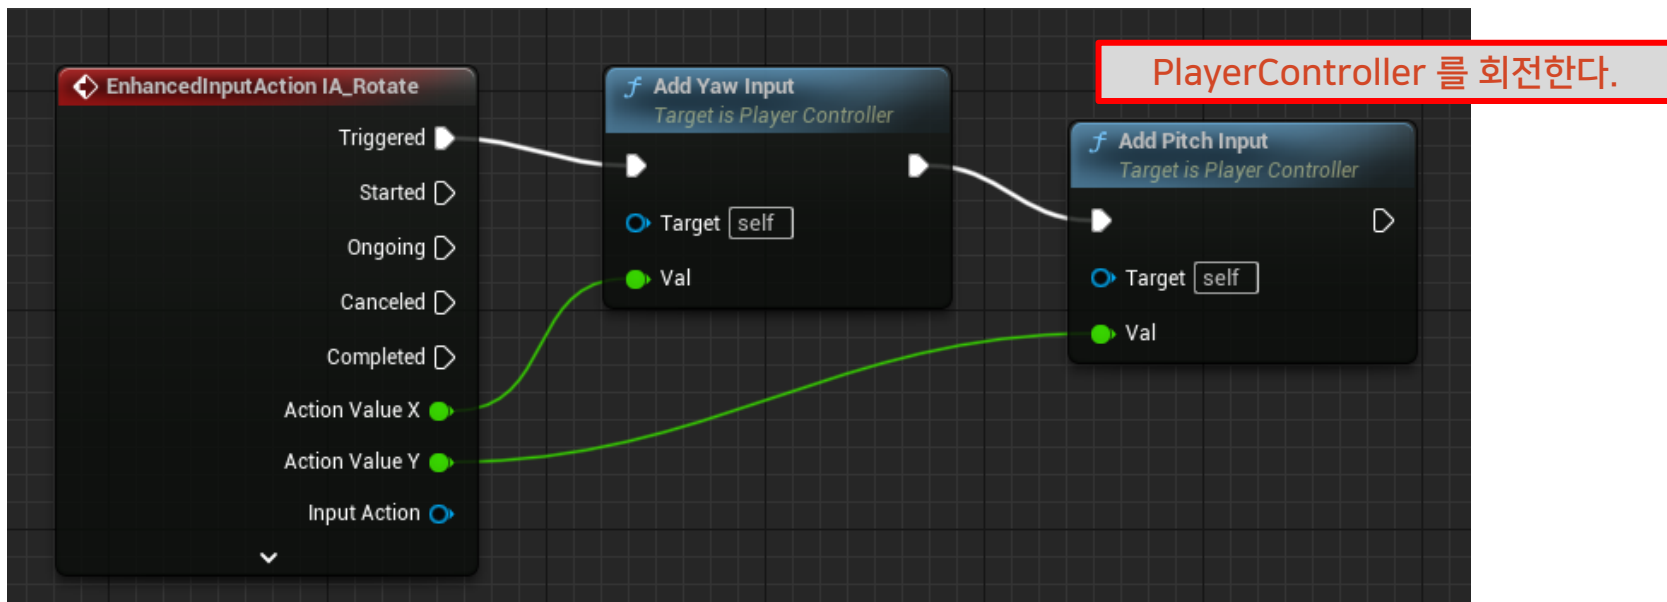 PlayerController 를 회전한다.
EnhancedInputAction IA_Rotate
Triggered
Started
Ongoing
Canceled
Completed
Action Value X
Action Value Y
Input Action
f Add Yaw Input
Target is Player Controller
Target self
Val
f Add Pitch Input
Target is Player Controller
Target self
Val